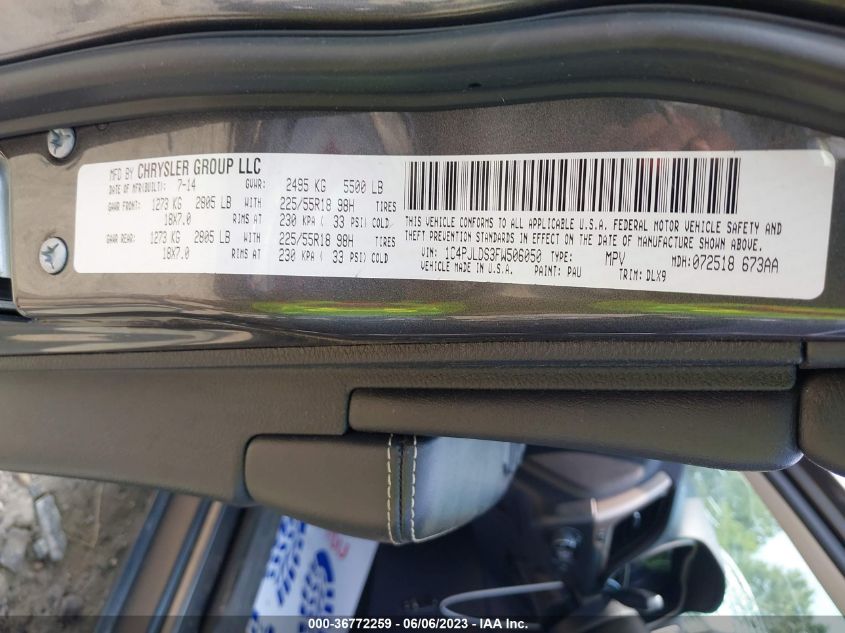 MFD BY CHRYSLER GROUP LLC
DATE OF MFR(BUILT): 7-14 GVWR: 2495 KG 5500 LB
GAWR FRONT: 1273 KG 2805 LB WITH 225/55R18 98H TIRES
18X7.0 RIMS AT 230 KPA ( 33 PSI) COLD
GAWR REAR: 1273 KG 2805 LB WITH 225/55R18 98H TIRES
18X7.0 RIMS AT 230 KPA ( 33 PSI) COLD
THIS VEHICLE CONFORMS TO ALL APPLICABLE U.S.A. FEDERAL MOTOR VEHICLE SAFETY AND
THEFT PREVENTION STANDARDS IN EFFECT ON THE DATE OF MANUFACTURE SHOWN ABOVE.
VIN: 1C4PJLDS3FW506050 TYPE: MPV MDH:072518 673AA
VEHICLE MADE IN U.S.A. PAINT: PAU TRIM: DLX9
000-36772259 - 06/06/2023 - IAA Inc.